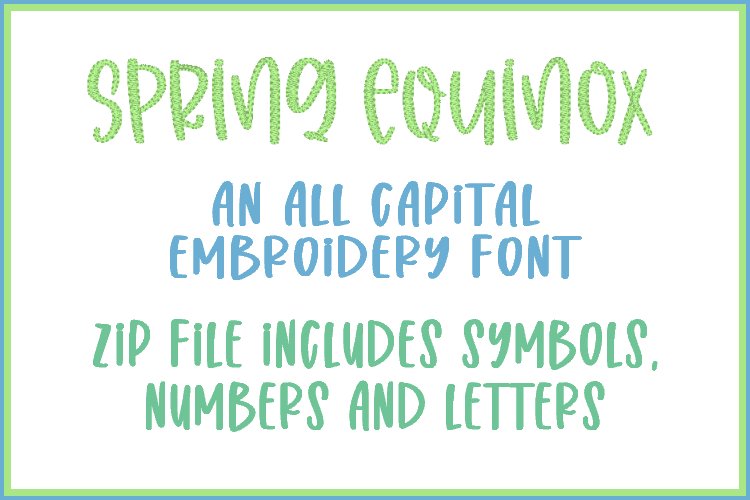 SPRiNg EQUiNOX
AN ALL CAPiTAL
EMBROiDERY FONT
ZiP FiLE iNCLUDES SYMBOLS,
NUMBERS AND LETTERS